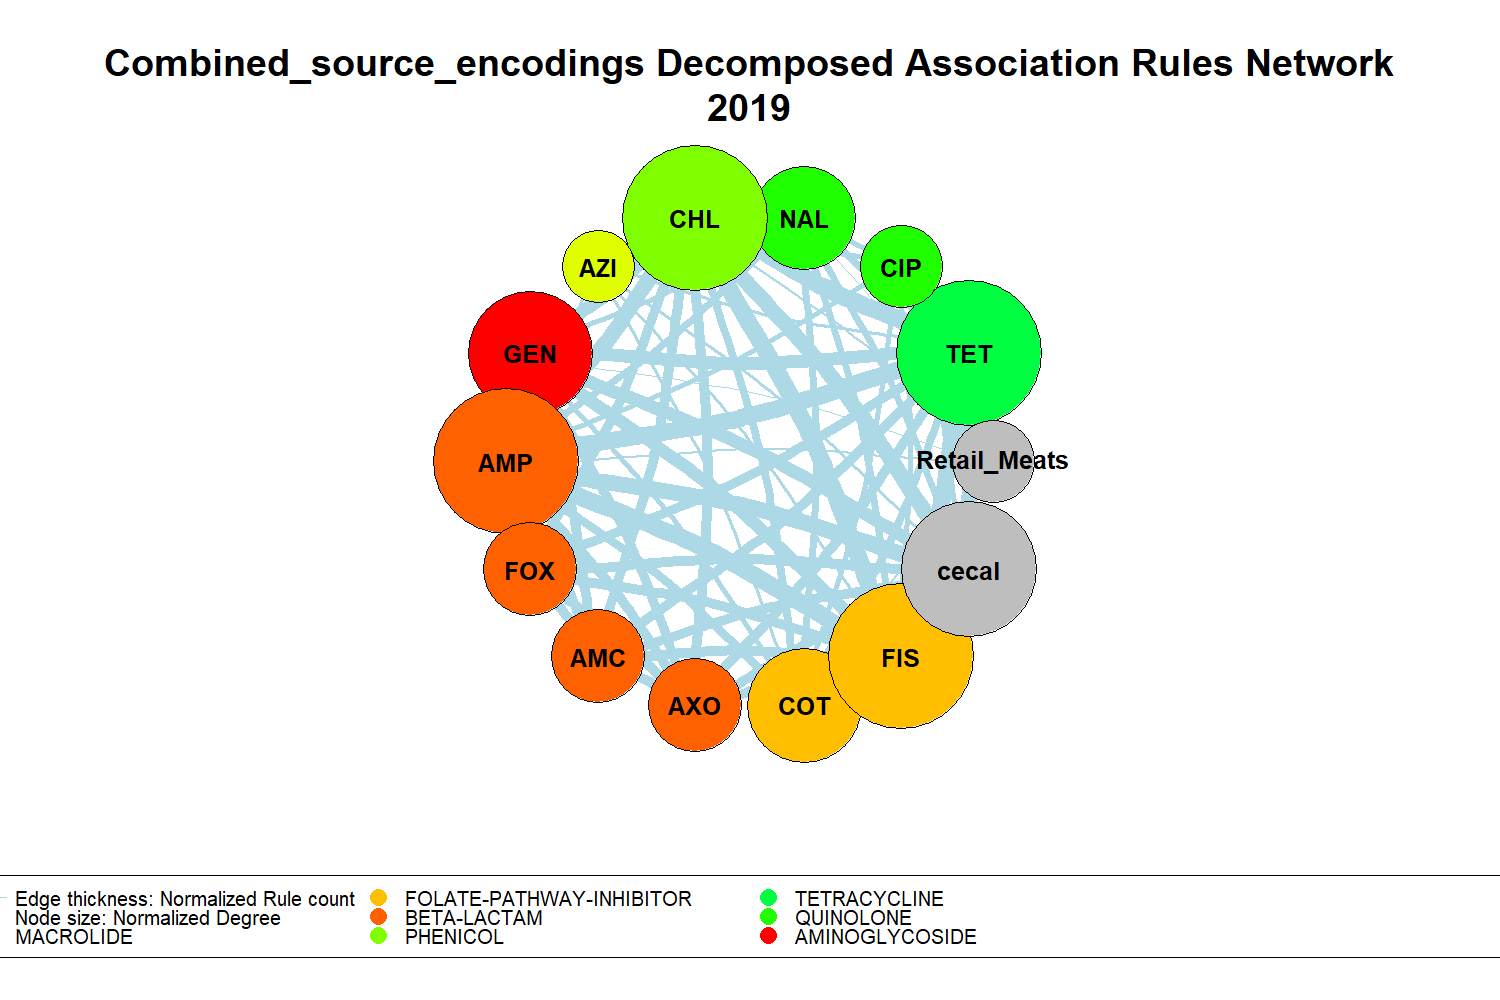 Combined_source_encodings Decomposed Association Rules Network
2019
CHL
NAL
AZI
CIP
GEN
TET
AMP
Retail_Meats
FOX
cecal
AMC
FIS
AXO
COT
Edge thickness: Normalized Rule count
Node size: Normalized Degree
MACROLIDE
FOLATE-PATHWAY-INHIBITOR
BETA-LACTAM
PHENICOL
TETRACYCLINE
QUINOLONE
AMINOGLYCOSIDE